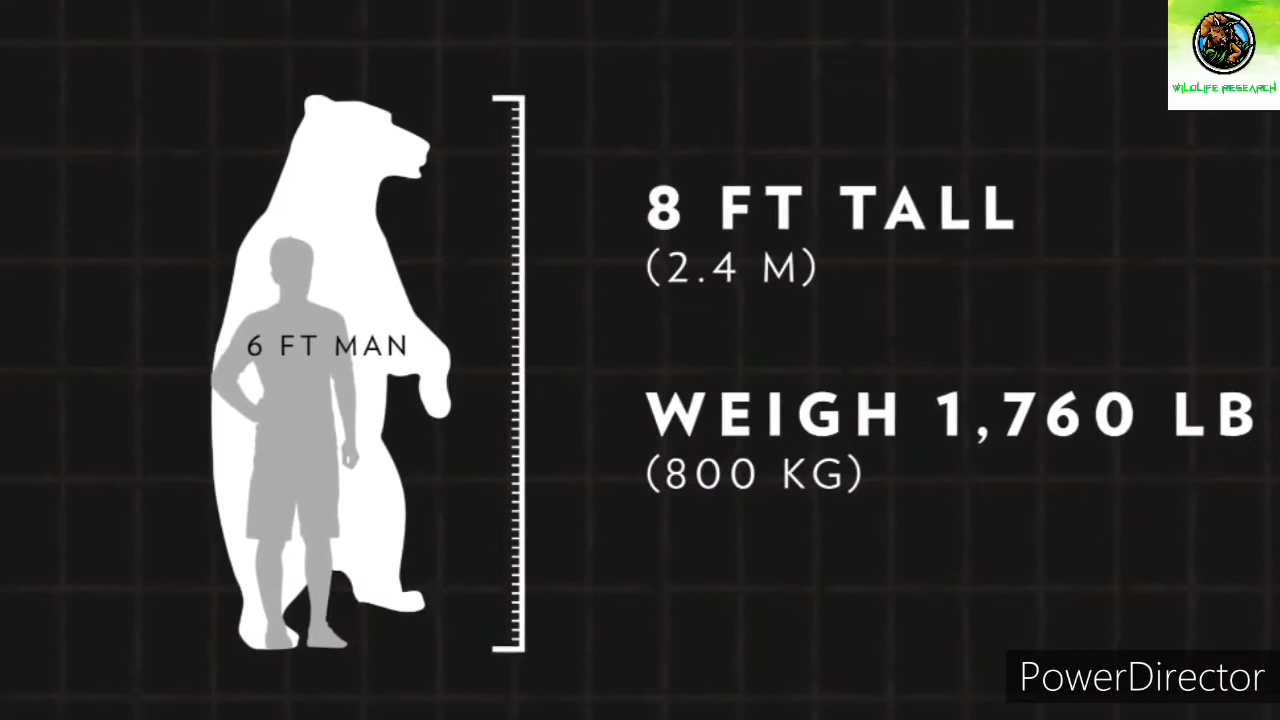 WILDLIFE RESEARCH
8 FT TALL
(2.4 M)
6 FT MAN
WEIGH 1,760 LB
(800 KG)
PowerDirector